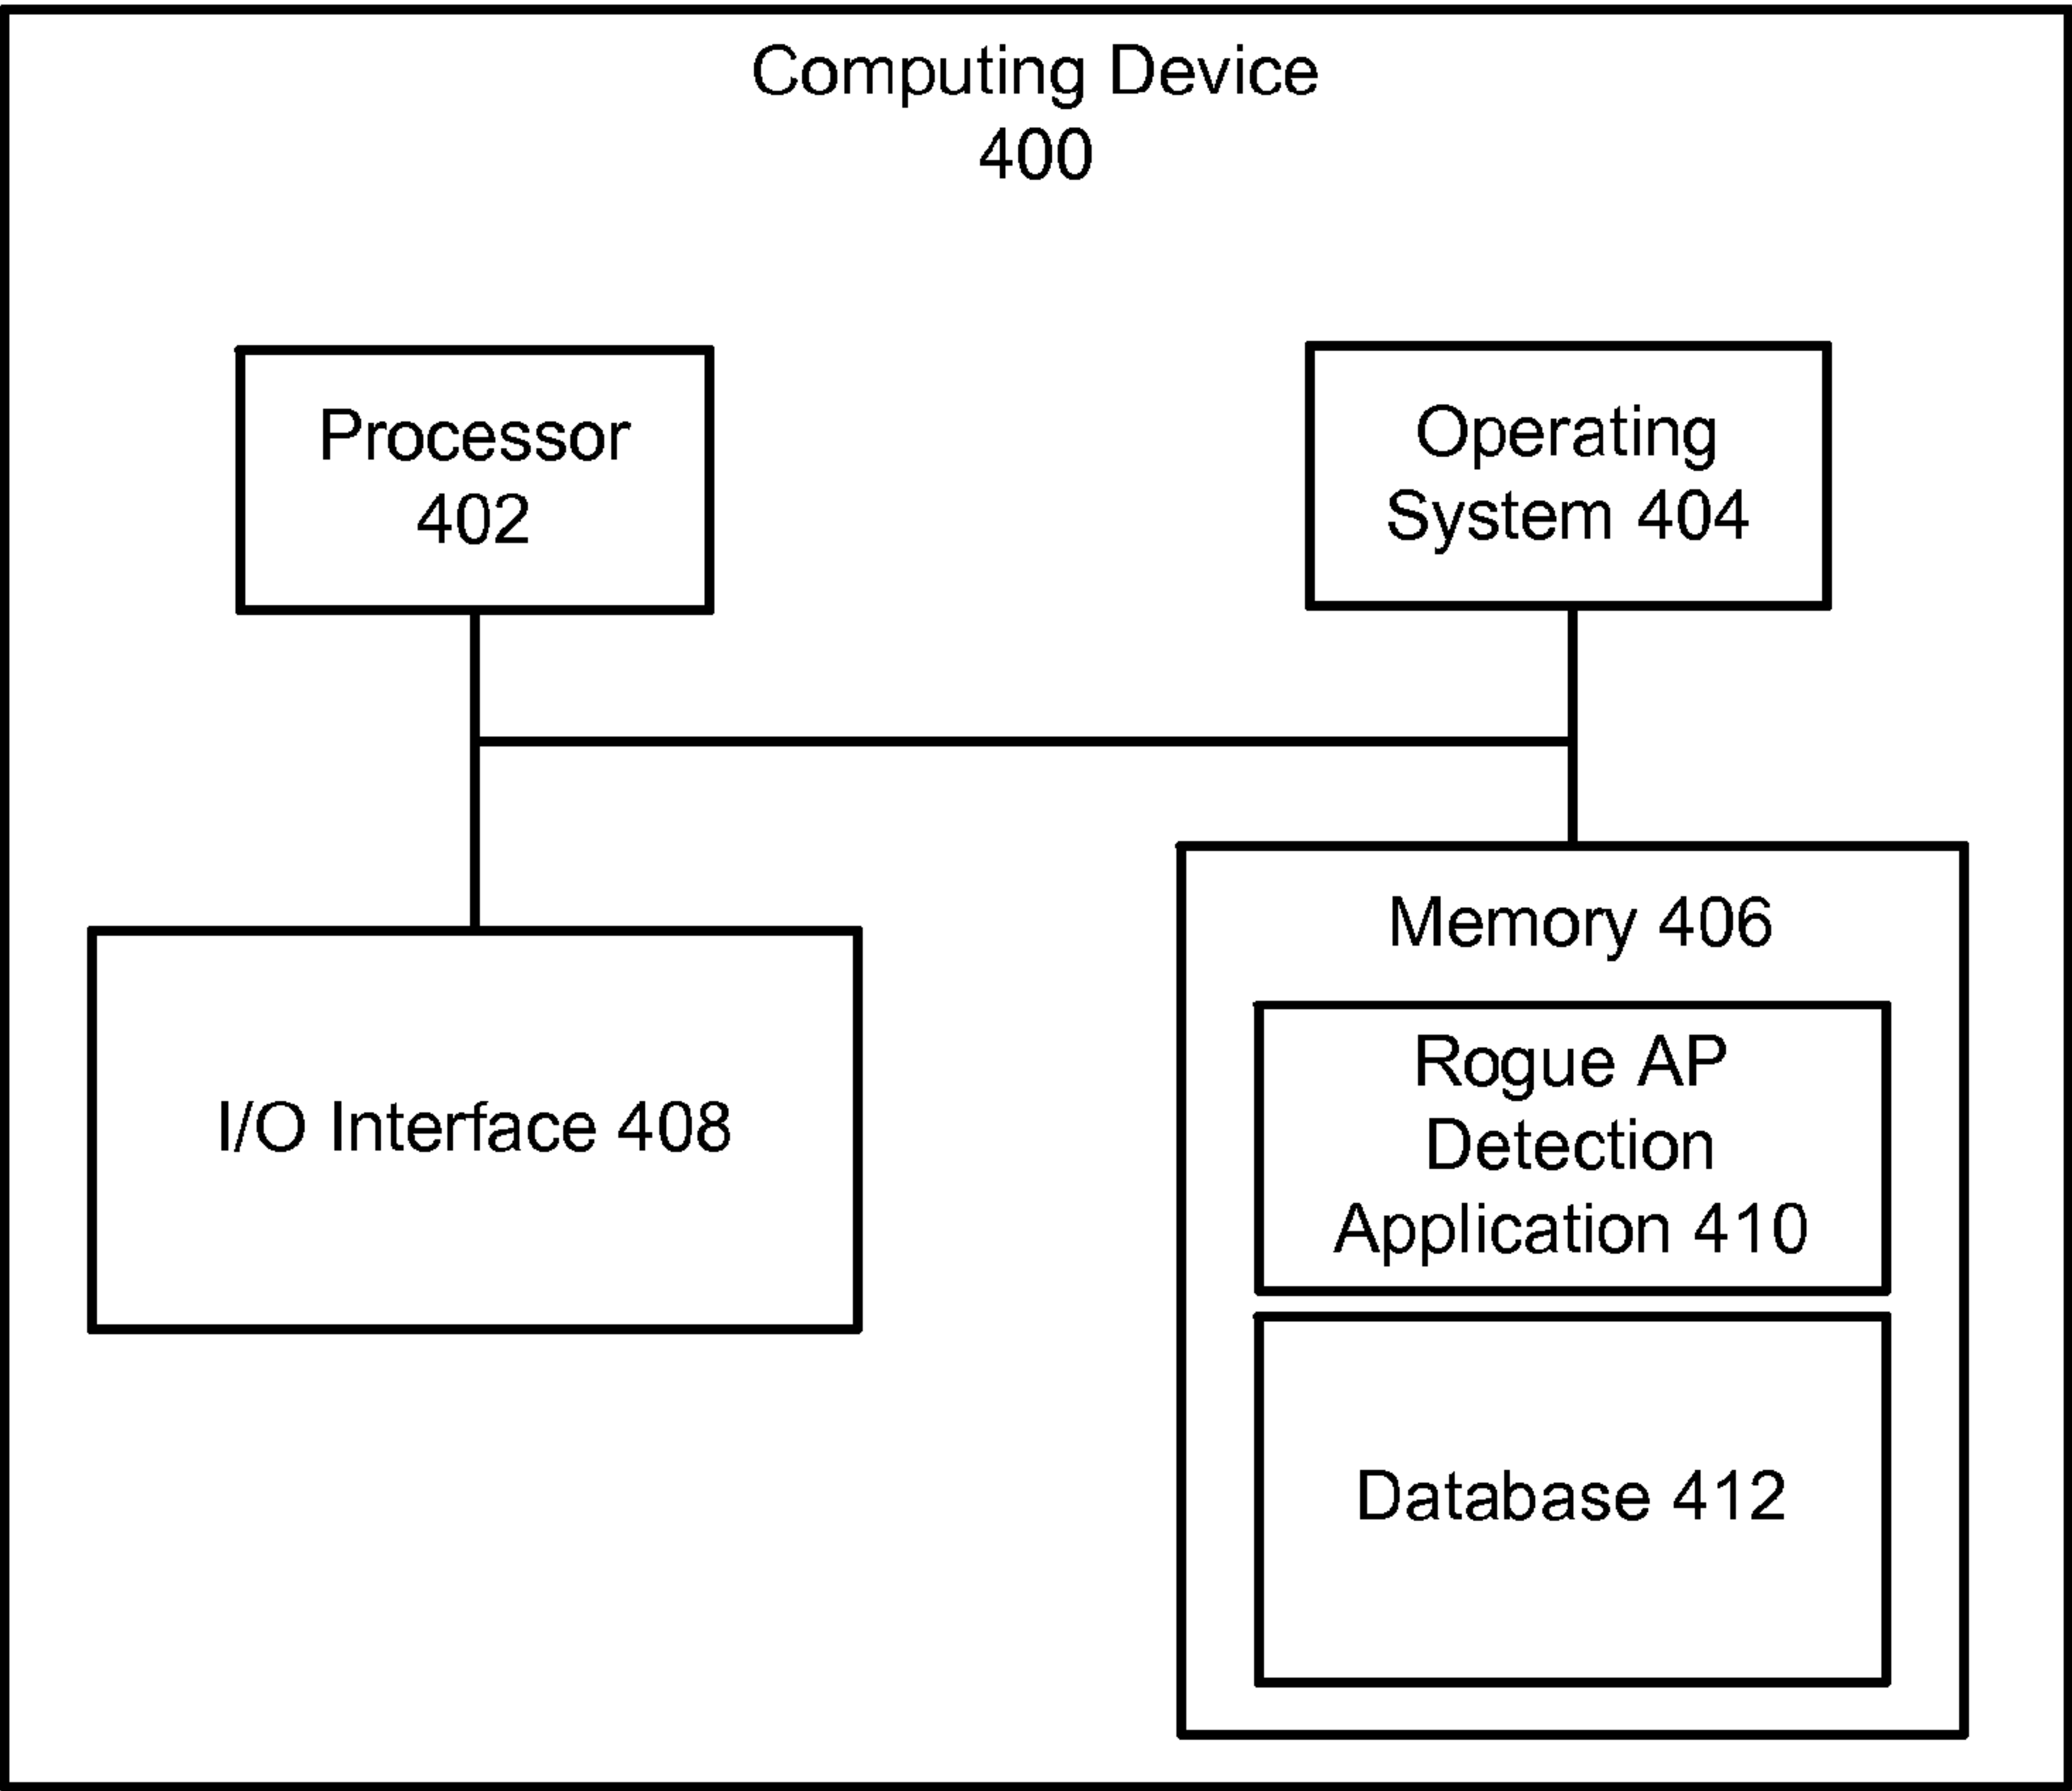 Computing Device
400
Processor
402
Operating
System 404
I/O Interface 408
Memory 406
Rogue AP
Detection
Application 410
Database 412